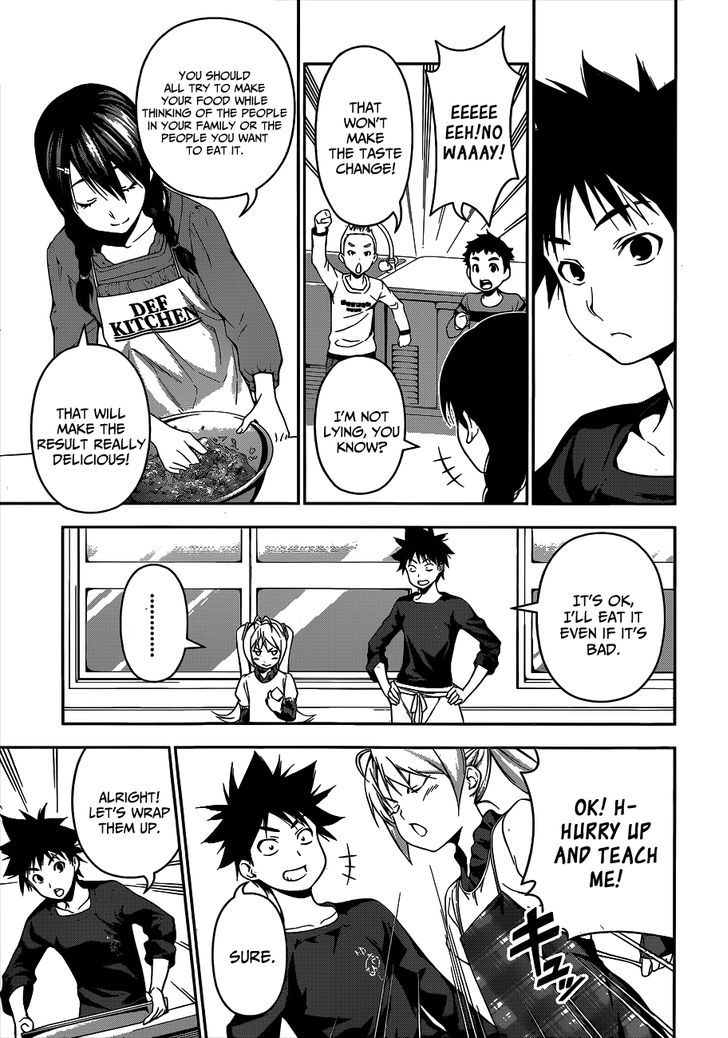 EEEEE
EEH!NO
WAAAY!
THAT
WON'T
MAKE
THE TASTE
CHANGE!
I'M NOT
LYING, YOU
KNOW?
YOU SHOULD
ALL TRY TO MAKE
YOUR FOOD WHILE
THINKING OF THE PEOPLE
IN YOUR FAMILY OR THE
PEOPLE YOU WANT
TO EAT IT.
DEF
KITCHEN
THAT WILL
MAKE THE
RESULT REALLY
DELICIOUS!
IT'S OK,
I'LL EAT IT
EVEN IF IT'S
BAD.
.........
OK! H-
HURRY UP
AND TEACH
ME!
キュッ
SURE.
ALRIGHT!
LET'S WRAP
THEM UP.